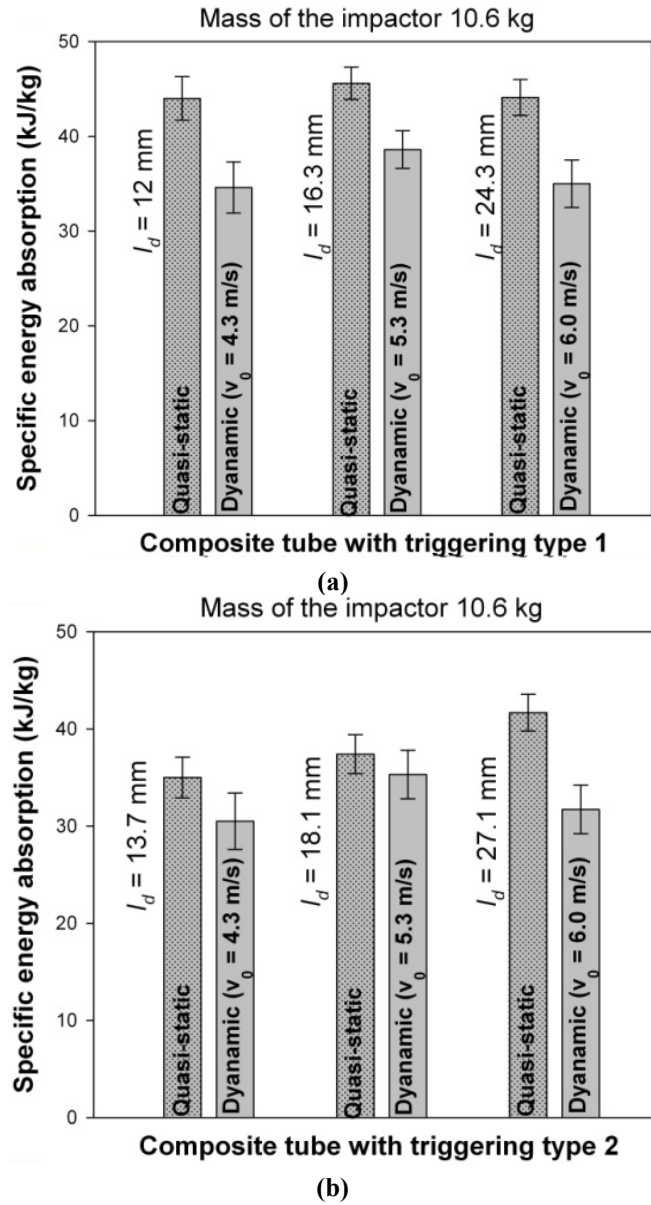 Mass of the impactor 10.6 kg
Specific energy absorption (kJ/kg)
50
40
30
20
10
0
l_d = 12 mm
Quasi-static
Dyanamic (v_0 = 4.3 m/s)
l_d = 16.3 mm
Quasi-static
Dyanamic (v_0 = 5.3 m/s)
l_d = 24.3 mm
Quasi-static
Dyanamic (v_0 = 6.0 m/s)
Composite tube with triggering type 1
(a)
Mass of the impactor 10.6 kg
Specific energy absorption (kJ/kg)
50
40
30
20
10
0
l_d = 13.7 mm
Quasi-static
Dyanamic (v_0 = 4.3 m/s)
l_d = 18.1 mm
Quasi-static
Dyanamic (v_0 = 5.3 m/s)
l_d = 27.1 mm
Quasi-static
Dyanamic (v_0 = 6.0 m/s)
Composite tube with triggering type 2
(b)